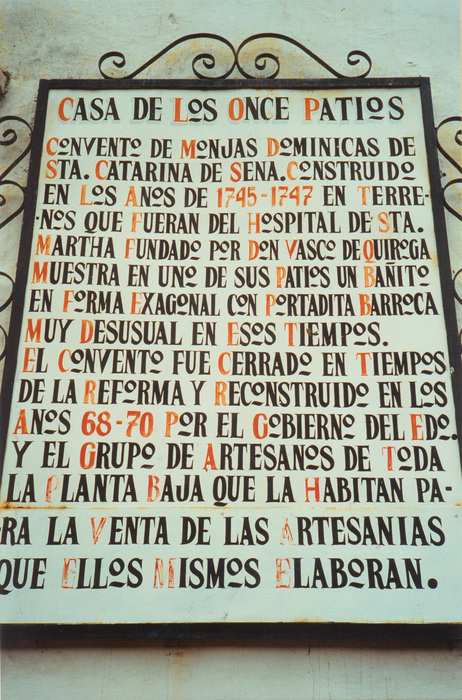 CASA DE LOS ONCE PATIOS
CONVENTO DE MONJAS DOMINICAS DE
STA. CATARINA DE SENA. CONSTRUIDO
EN LOS AÑOS DE 1745-1747 EN TERRE-
NOS QUE FUERAN DEL HOSPITAL DE STA.
MARTHA FUNDADO POR DON VASCO DE QUIROGA
MUESTRA EN UNO DE SUS PATIOS UN BAÑITO
EN FORMA EXAGONAL CON PORTADITA BARROCA
MUY DESUSUAL EN ESOS TIEMPOS.
EL CONVENTO FUE CERRADO EN TIEMPOS
DE LA REFORMA Y RECONSTRUIDO EN LOS
AÑOS 68-70 POR EL GOBIERNO DEL EDO.
Y EL GRUPO DE ARTESANOS DE TODA
LA PLANTA BAJA QUE LA HABITAN PA-
RA LA VENTA DE LAS ARTESANIAS
QUE ELLOS MISMOS ELABORAN.